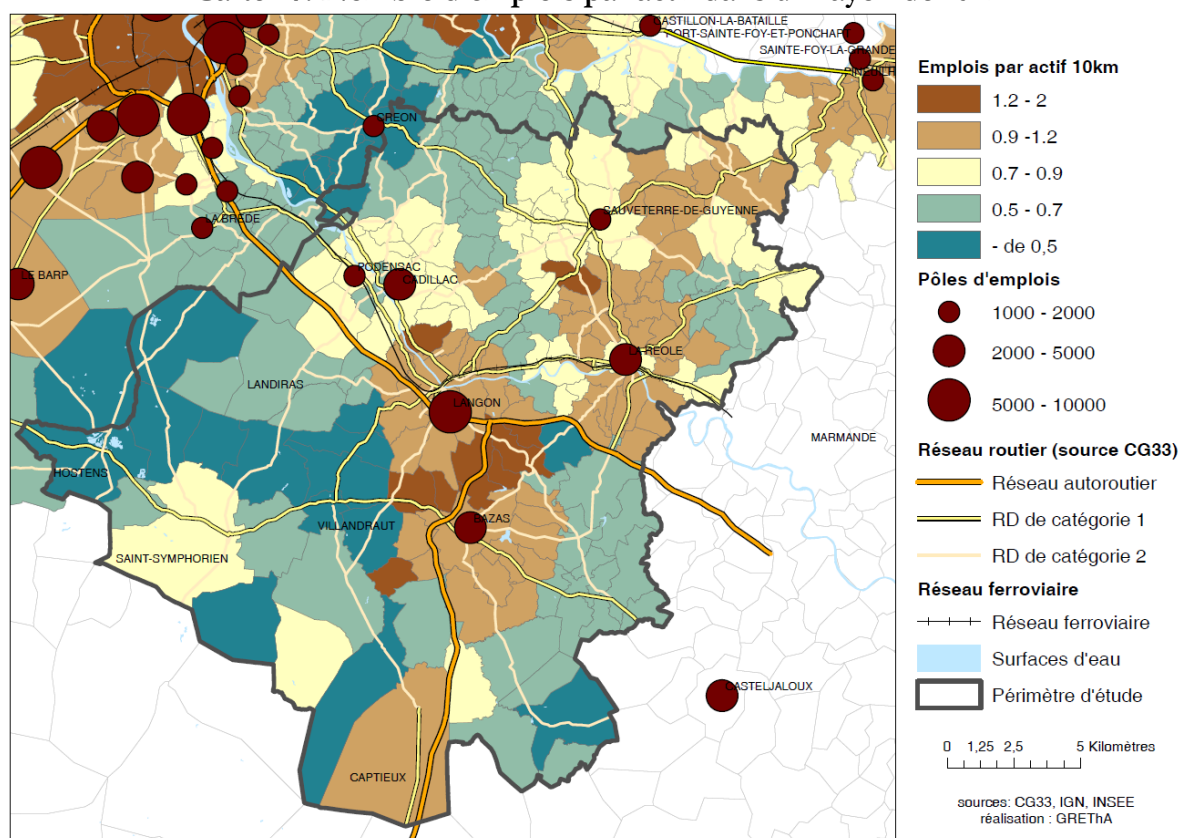 CASTILLON-LA-BATAILLE
PORT-SAINTE-FOY-ET-PONCHAPT
SAINTE-FOY-LA-GRANDE
CREON
SAUVETERRE-DE-GUYENNE
LA BREDE
LE BARP
PODENSAC
CADILLAC
LA REOLE
LANDIRAS
LANGON
MARMANDE
HOSTENS
VILLANDRAUT
BAZAS
SAINT-SYMPHORIEN
CASTELJALOUX
CAPTIEUX
Emplois par actif 10km
1.2 - 2
0.9 -1.2
0.7 - 0.9
0.5 - 0.7
- de 0,5
Pôles d'emplois
1000 - 2000
2000 - 5000
5000 - 10000
Réseau routier (source CG33)
Réseau autoroutier
RD de catégorie 1
RD de catégorie 2
Réseau ferroviaire
Réseau ferroviaire
Surfaces d'eau
Périmètre d'étude
0 1,25 2,5 5 Kilomètres
sources: CG33, IGN, INSEE
réalisation : GREThA